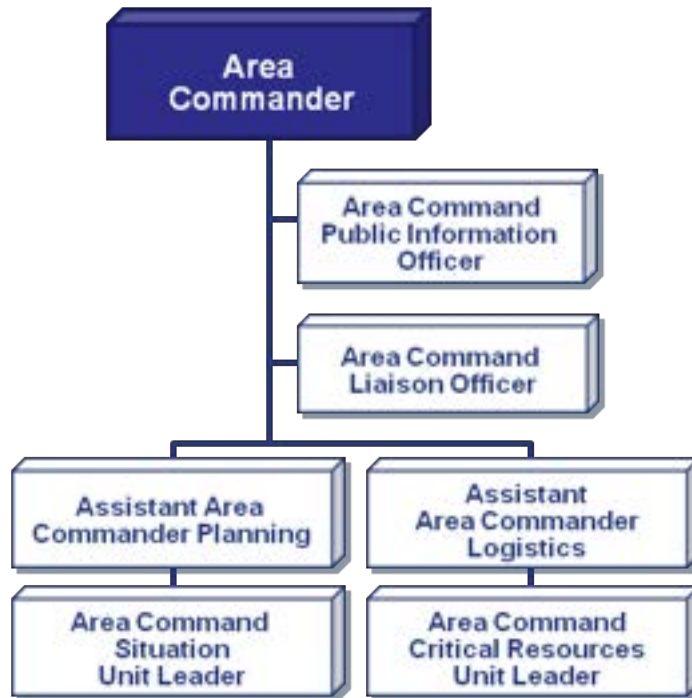 Area
Commander
Area Command
Public Information
Officer
Area Command
Liaison Officer
Assistant Area
Commander Planning
Assistant
Area Commander
Logistics
Area Command
Situation
Unit Leader
Area Command
Critical Resources
Unit Leader